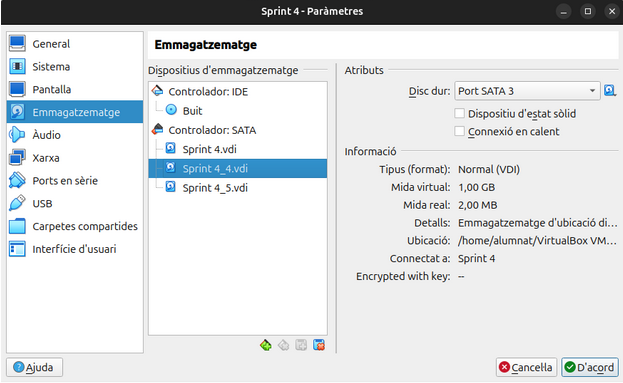 Sprint 4 - Paràmetres
General
Sistema
Pantalla
Emmagatzematge
Àudio
Xarxa
Ports en sèrie
USB
Carpetes compartides
Interfície d'usuari
Emmagatzematge
Dispositius d'emmagatzematge
Controlador: IDE
Buit
Controlador: SATA
Sprint 4.vdi
Sprint 4_4.vdi
Sprint 4_5.vdi
Atributs
Disc dur: Port SATA 3
Dispositiu d'estat sòlid
Connexió en calent
Informació
Tipus (format): Normal (VDI)
Mida virtual: 1,00 GB
Mida real: 2,00 MB
Detalls: Emmagatzematge d'ubicació di...
Ubicació: /home/alumnat/VirtualBox VM...
Connectat a: Sprint 4
Encrypted with key: --
Ajuda
Cancel·la
D'acord